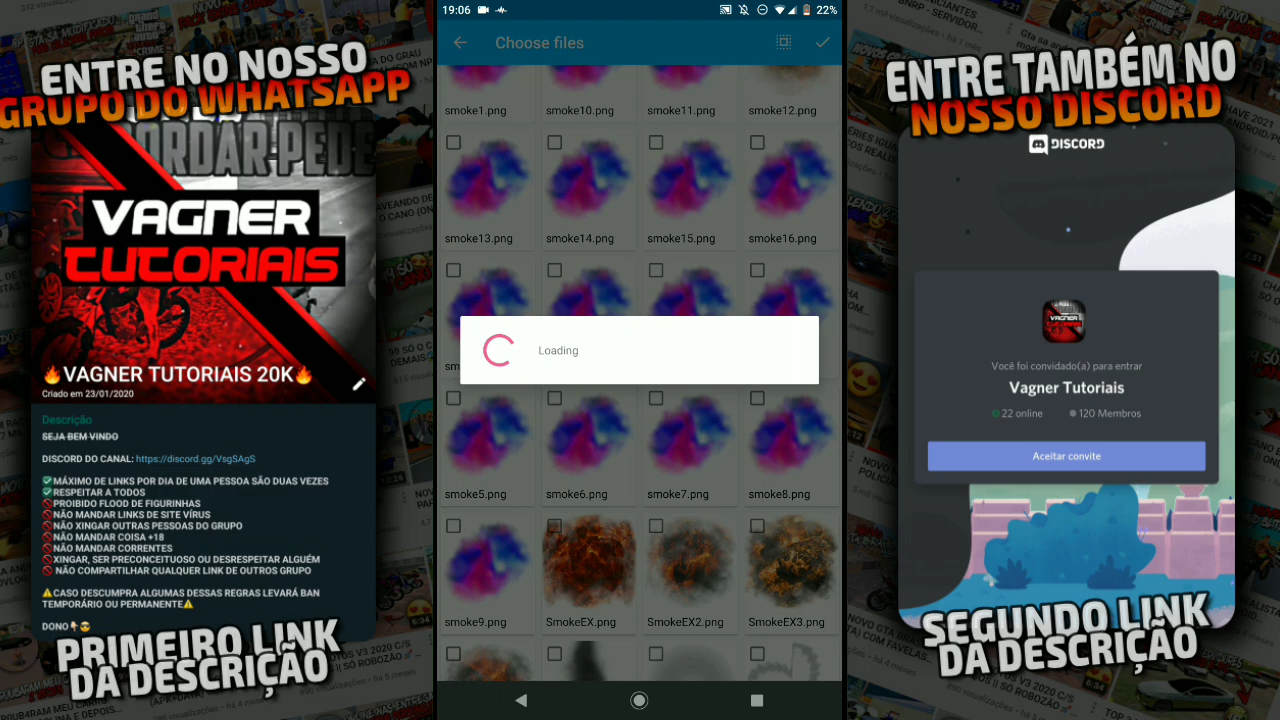 ENTRE NO NOSSO
GRUPO DO WHATSAPP
VAGNER
TUTORIAIS
🔥VAGNER TUTORIAIS 20K🔥
Criado em 23/01/2020
Descrição
SEJA BEM VINDO
DISCORD DO CANAL: https://discord.gg/VsgSAgS
✅MÁXIMO DE LINKS POR DIA DE UMA PESSOA SÃO DUAS VEZES
✅RESPEITAR A TODOS
🚫PROIBIDO FLOOD DE FIGURINHAS
🚫NÃO MANDAR LINKS DE SITE VÍRUS
🚫NÃO XINGAR OUTRAS PESSOAS DO GRUPO
🚫NÃO MANDAR COISA +18
🚫NÃO MANDAR CORRENTES
🚫XINGAR, SER PRECONCEITUOSO OU DESRESPEITAR ALGUÉM
🚫 NÃO COMPARTILHAR QUALQUER LINK DE OUTROS GRUPO
⚠️CASO DESCUMPRA ALGUMAS DESSAS REGRAS LEVARÁ BAN
TEMPORÁRIO OU PERMANENTE⚠️
DONO👇🏻😎
PRIMEIRO LINK
DA DESCRIÇÃO
19:06
22%
Choose files
smoke1.png
smoke10.png
smoke11.png
smoke12.png
smoke13.png
smoke14.png
smoke15.png
smoke16.png
Loading
smoke5.png
smoke6.png
smoke7.png
smoke8.png
smoke9.png
SmokeEX.png
SmokeEX2.png
SmokeEX3.png
ENTRE TAMBÉM NO
NOSSO DISCORD
DISCORD
VAGNER
TUTORIAIS
Você foi convidado(a) para entrar
Vagner Tutoriais
22 online
120 Membros
Aceitar convite
SEGUNDO LINK
DA DESCRIÇÃO